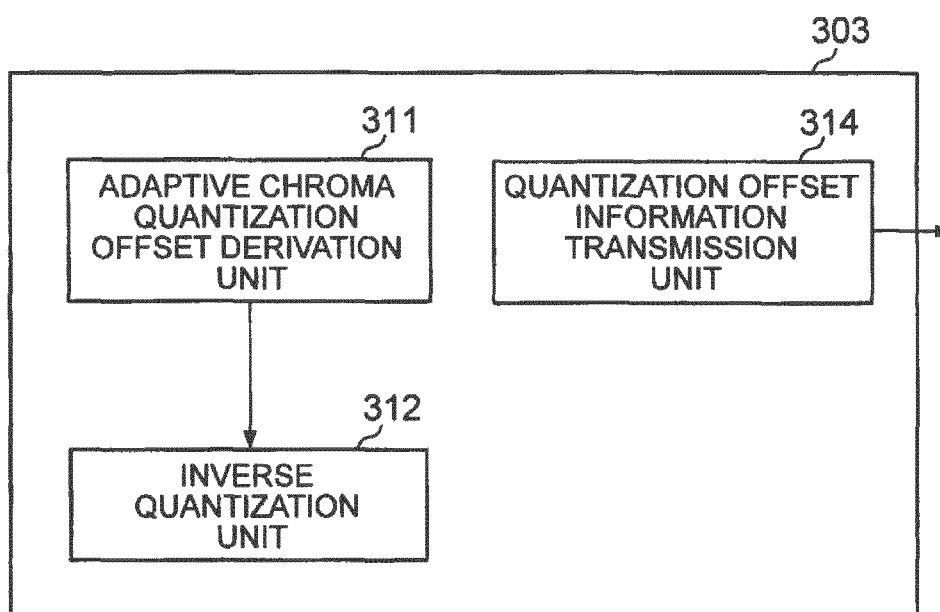 303
311
ADAPTIVE CHROMA
QUANTIZATION
OFFSET DERIVATION
UNIT
314
QUANTIZATION OFFSET
INFORMATION
TRANSMISSION
UNIT
312
INVERSE
QUANTIZATION
UNIT